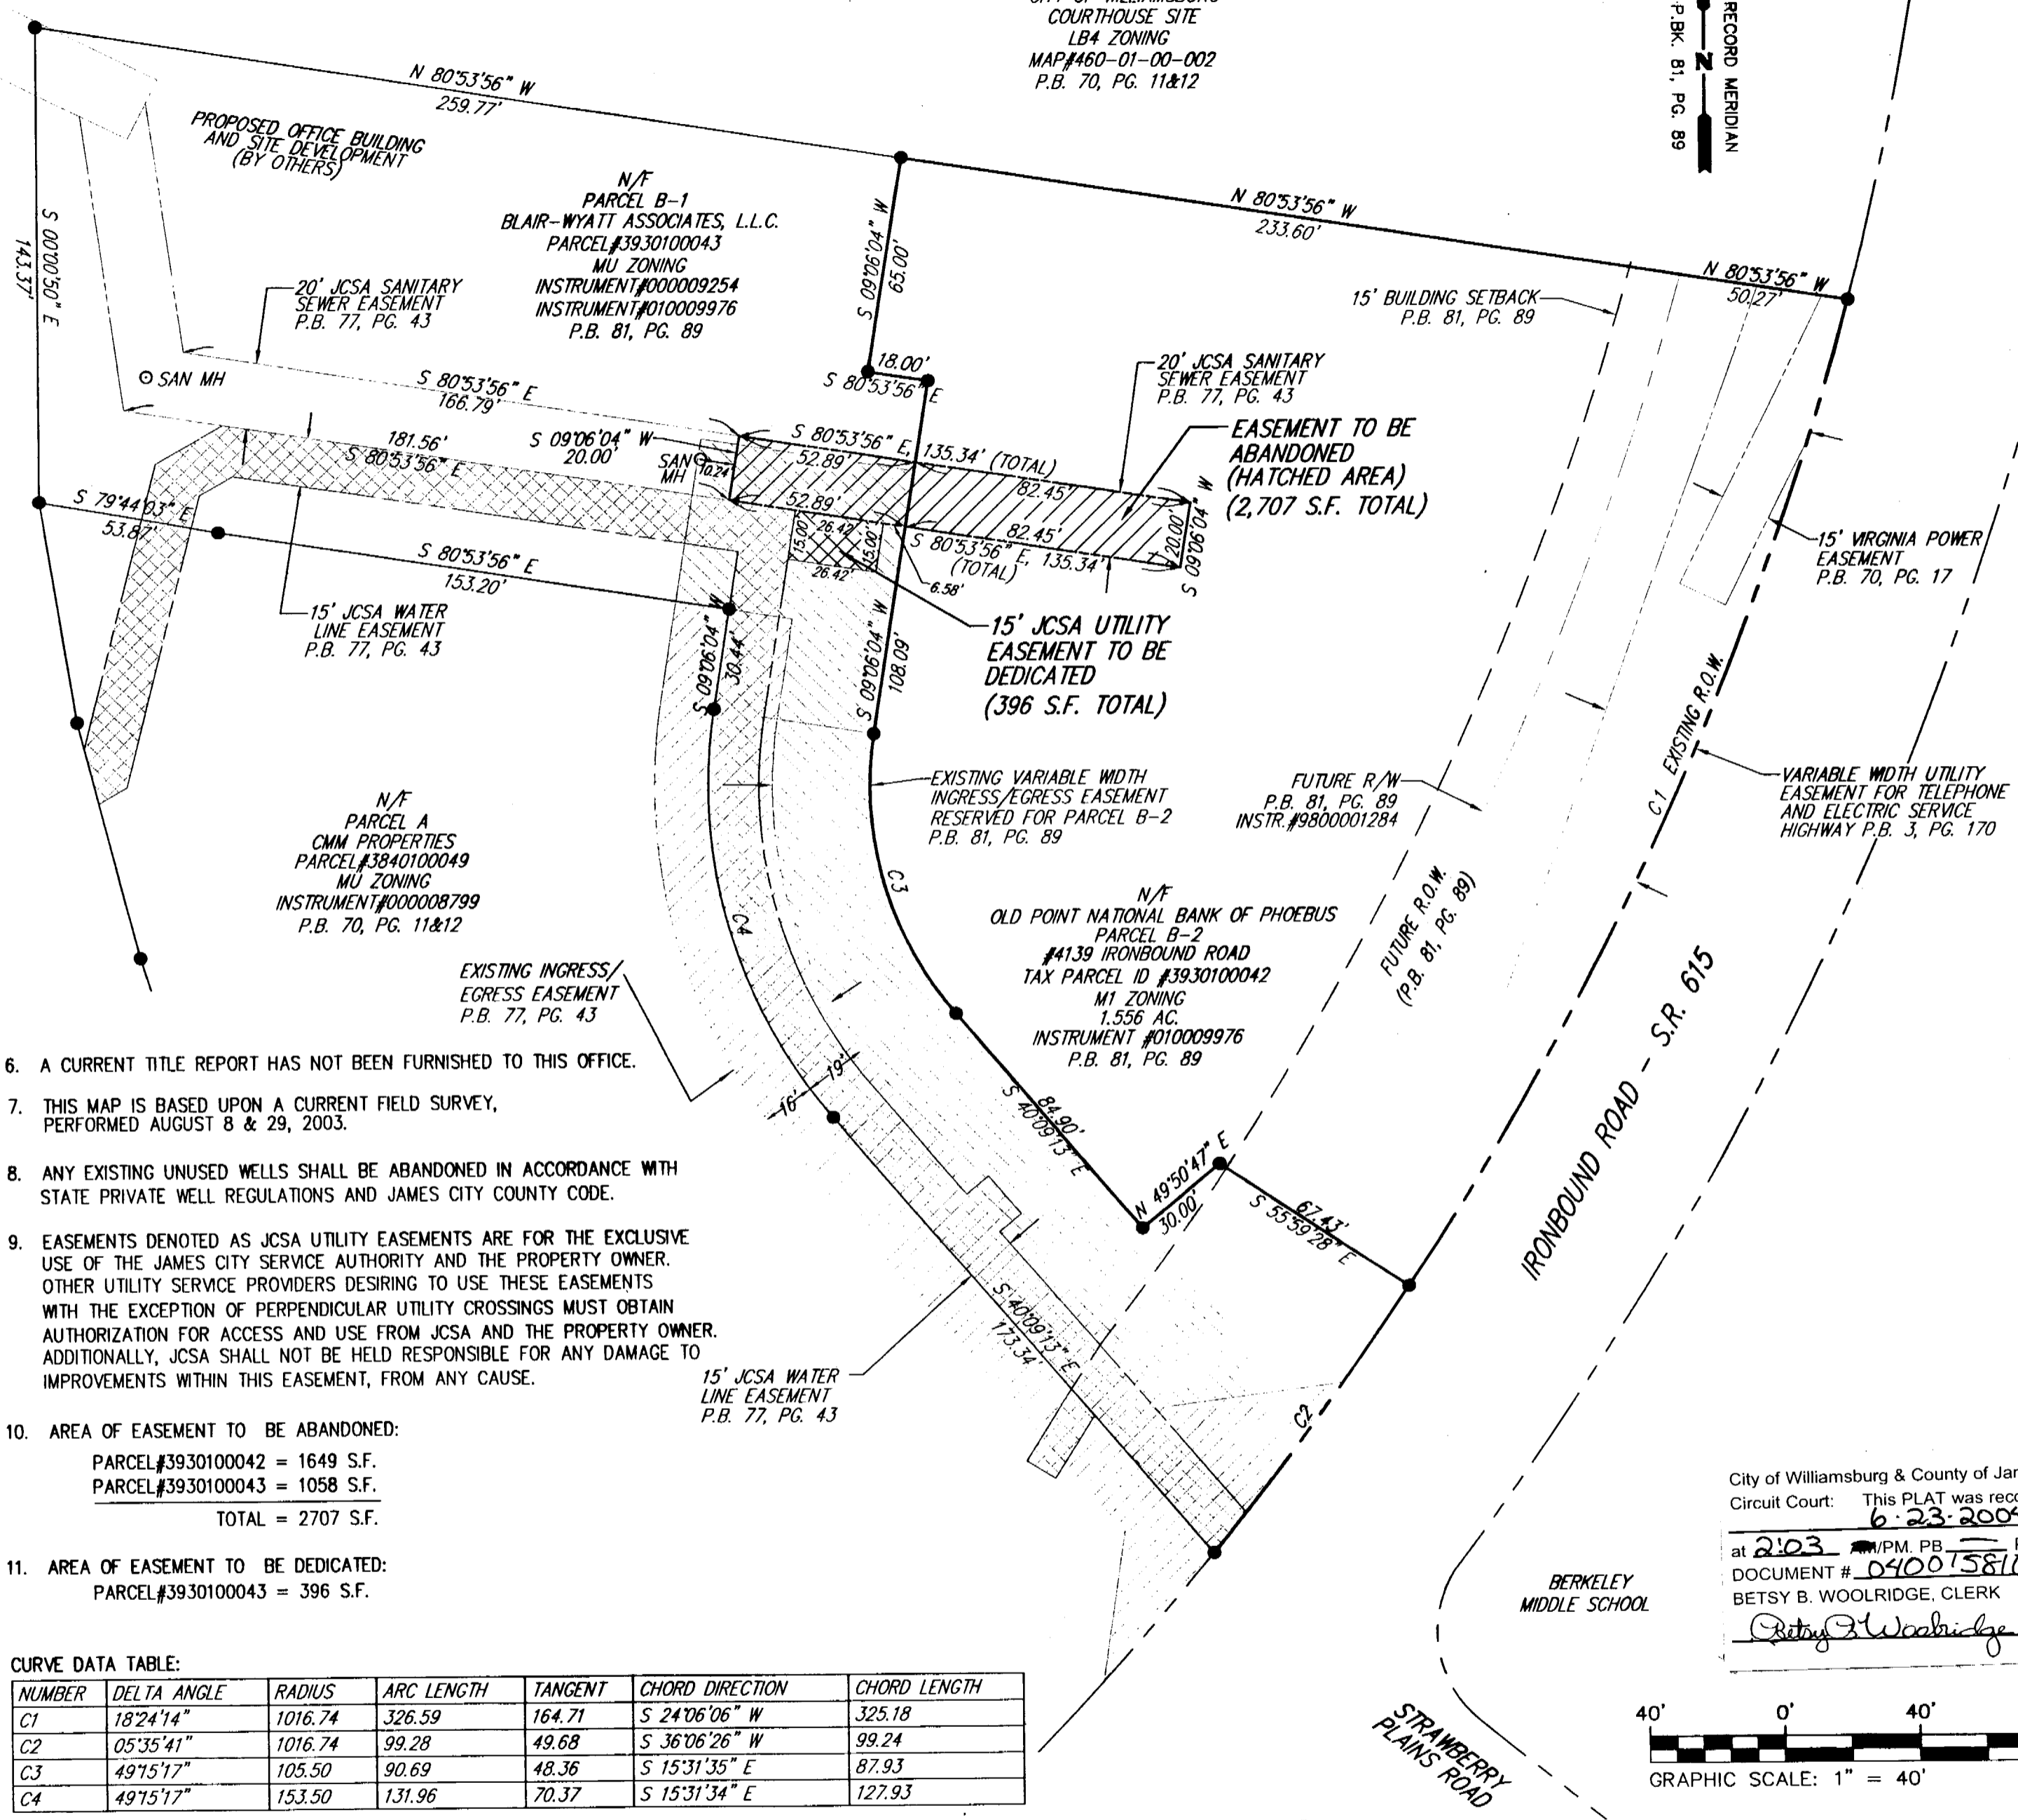 COURTHOUSE SITE
LB4 ZONING
MAP#460-01-00-002
P.B. 70, PG. 11&12
RECORD MERIDIAN
N
P.BK. 81, PG. 89
N 80°53'56" W
259.77'
PROPOSED OFFICE BUILDING
AND SITE DEVELOPMENT
(BY OTHERS)
N/F
PARCEL B-1
BLAIR-WYATT ASSOCIATES, L.L.C.
PARCEL#3930100043
MU ZONING
INSTRUMENT#000009254
INSTRUMENT#010009976
P.B. 81, PG. 89
S 00°00'50" E
143.37'
S 09°06'04" W
65.00'
N 80°53'56" W
233.60'
N 80°53'56" W
50.27'
15' BUILDING SETBACK
P.B. 81, PG. 89
20' JCSA SANITARY
SEWER EASEMENT
P.B. 77, PG. 43
SAN MH
S 80°53'56" E
166.79'
18.00'
S 80°53'56" E
20' JCSA SANITARY
SEWER EASEMENT
P.B. 77, PG. 43
EASEMENT TO BE
ABANDONED
(HATCHED AREA)
(2,707 S.F. TOTAL)
181.56'
S 80°53'56" E
S 09°06'04" W
20.00'
SAN
MH
10.24'
S 80°53'56" E, 135.34' (TOTAL)
52.89'
82.45'
52.89'
82.45'
S 80°53'56" E, 135.34'
(TOTAL)
20.00'
S 09°06'04" W
15.00'
26.42'
15.00'
26.42'
6.58'
S 79°44'03" E
53.87'
S 80°53'56" E
153.20'
15' JCSA WATER
LINE EASEMENT
P.B. 77, PG. 43
S 09°06'04" W
30.44'
S 09°06'04" W
108.09'
15' JCSA UTILITY
EASEMENT TO BE
DEDICATED
(396 S.F. TOTAL)
15' VIRGINIA POWER
EASEMENT
P.B. 70, PG. 17
C1 EXISTING R.O.W.
VARIABLE WIDTH UTILITY
EASEMENT FOR TELEPHONE
AND ELECTRIC SERVICE
HIGHWAY P.B. 3, PG. 170
EXISTING VARIABLE WIDTH
INGRESS/EGRESS EASEMENT
RESERVED FOR PARCEL B-2
P.B. 81, PG. 89
FUTURE R/W
P.B. 81, PG. 89
INSTR.#9800001284
N/F
PARCEL A
CMM PROPERTIES
PARCEL#3840100049
MU ZONING
INSTRUMENT#000008799
P.B. 70, PG. 11&12
C3
C4
N/F
OLD POINT NATIONAL BANK OF PHOEBUS
PARCEL B-2
#4139 IRONBOUND ROAD
TAX PARCEL ID #3930100042
M1 ZONING
1.556 AC.
INSTRUMENT #010009976
P.B. 81, PG. 89
FUTURE R.O.W.
(P.B. 81, PG. 89)
EXISTING INGRESS/
EGRESS EASEMENT
P.B. 77, PG. 43
19'
16'
84.90'
S 40°09'13" E
N 49°50'47" E
30.00'
67.43'
S 55°59'28" E
IRONBOUND ROAD - S.R. 615
S 40°09'13" E
173.34'
C2
15' JCSA WATER
LINE EASEMENT
P.B. 77, PG. 43
6. A CURRENT TITLE REPORT HAS NOT BEEN FURNISHED TO THIS OFFICE.
7. THIS MAP IS BASED UPON A CURRENT FIELD SURVEY,
PERFORMED AUGUST 8 & 29, 2003.
8. ANY EXISTING UNUSED WELLS SHALL BE ABANDONED IN ACCORDANCE WITH
STATE PRIVATE WELL REGULATIONS AND JAMES CITY COUNTY CODE.
9. EASEMENTS DENOTED AS JCSA UTILITY EASEMENTS ARE FOR THE EXCLUSIVE
USE OF THE JAMES CITY SERVICE AUTHORITY AND THE PROPERTY OWNER.
OTHER UTILITY SERVICE PROVIDERS DESIRING TO USE THESE EASEMENTS
WITH THE EXCEPTION OF PERPENDICULAR UTILITY CROSSINGS MUST OBTAIN
AUTHORIZATION FOR ACCESS AND USE FROM JCSA AND THE PROPERTY OWNER.
ADDITIONALLY, JCSA SHALL NOT BE HELD RESPONSIBLE FOR ANY DAMAGE TO
IMPROVEMENTS WITHIN THIS EASEMENT, FROM ANY CAUSE.
10. AREA OF EASEMENT TO BE ABANDONED:
PARCEL#3930100042 = 1649 S.F.
PARCEL#3930100043 = 1058 S.F.
TOTAL = 2707 S.F.
11. AREA OF EASEMENT TO BE DEDICATED:
PARCEL#3930100043 = 396 S.F.
CURVE DATA TABLE:
NUMBER DELTA ANGLE RADIUS ARC LENGTH TANGENT CHORD DIRECTION CHORD LENGTH
C1 18°24'14" 1016.74 326.59 164.71 S 24°06'06" W 325.18
C2 05°35'41" 1016.74 99.28 49.68 S 36°06'26" W 99.24
C3 49°15'17" 105.50 90.69 48.36 S 15°31'35" E 87.93
C4 49°15'17" 153.50 131.96 70.37 S 15°31'34" E 127.93
BERKELEY
MIDDLE SCHOOL
STRAWBERRY
PLAINS ROAD
City of Williamsburg & County of
Circuit Court: This PLAT was
6-23-2004
at 2:03 /PM. PB
DOCUMENT #
BETSY B. WOOLRIDGE, CLERK
Betsy B Woolridge
40' 0' 40'
GRAPHIC SCALE: 1" = 40'